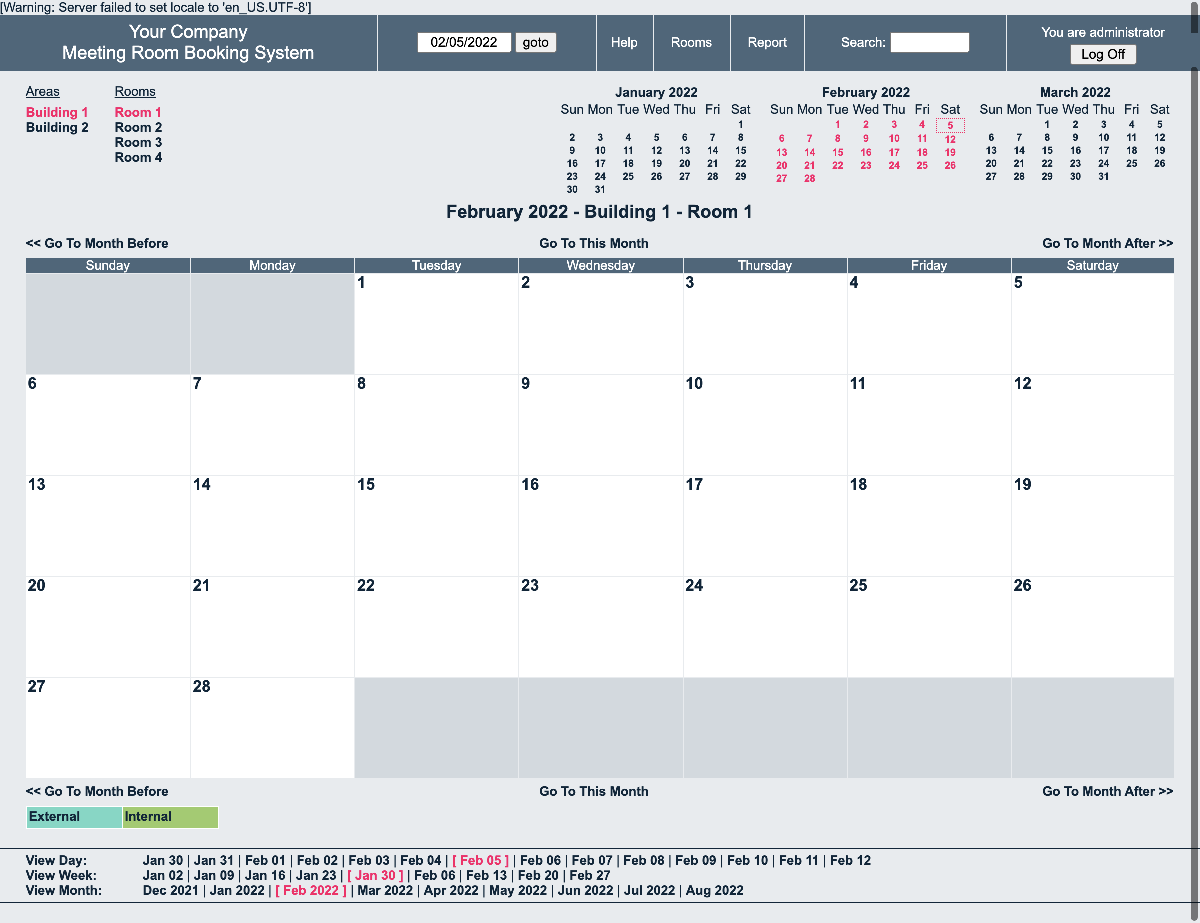 [Warning: Server failed to set locale to 'en_US.UTF-8']
Your Company
Meeting Room Booking System
02/05/2022 goto
Help
Rooms
Report
Search:
You are administrator
Log Off
Areas
Building 1
Building 2
Rooms
Room 1
Room 2
Room 3
Room 4
January 2022
Sun Mon Tue Wed Thu Fri Sat
1
2 3 4 5 6 7 8
9 10 11 12 13 14 15
16 17 18 19 20 21 22
23 24 25 26 27 28 29
30 31
February 2022
Sun Mon Tue Wed Thu Fri Sat
1 2 3 4 5
6 7 8 9 10 11 12
13 14 15 16 17 18 19
20 21 22 23 24 25 26
27 28
March 2022
Sun Mon Tue Wed Thu Fri Sat
1 2 3 4 5
6 7 8 9 10 11 12
13 14 15 16 17 18 19
20 21 22 23 24 25 26
27 28 29 30 31
February 2022 - Building 1 - Room 1
<< Go To Month Before Go To This Month Go To Month After >>
Sunday Monday Tuesday Wednesday Thursday Friday Saturday
1 2 3 4 5
6 7 8 9 10 11 12
13 14 15 16 17 18 19
20 21 22 23 24 25 26
27 28
<< Go To Month Before Go To This Month Go To Month After >>
External Internal
View Day: Jan 30 | Jan 31 | Feb 01 | Feb 02 | Feb 03 | Feb 04 | [ Feb 05 ] | Feb 06 | Feb 07 | Feb 08 | Feb 09 | Feb 10 | Feb 11 | Feb 12
View Week: Jan 02 | Jan 09 | Jan 16 | Jan 23 | [ Jan 30 ] | Feb 06 | Feb 13 | Feb 20 | Feb 27
View Month: Dec 2021 | Jan 2022 | [ Feb 2022 ] | Mar 2022 | Apr 2022 | May 2022 | Jun 2022 | Jul 2022 | Aug 2022